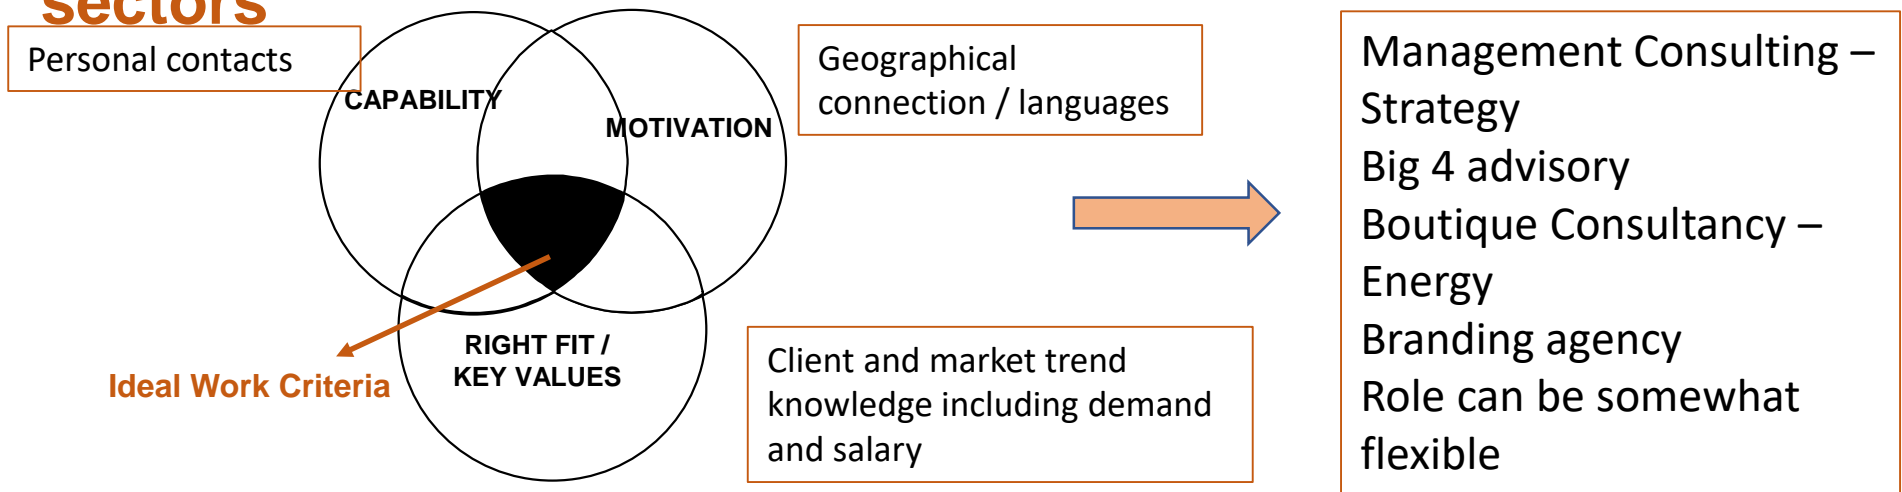 sectors
Personal contacts
CAPABILITY
MOTIVATION
RIGHT FIT /
KEY VALUES
Ideal Work Criteria
Geographical
connection / languages
Client and market trend
knowledge including demand
and salary
Management Consulting –
Strategy
Big 4 advisory
Boutique Consultancy –
Energy
Branding agency
Role can be somewhat
flexible